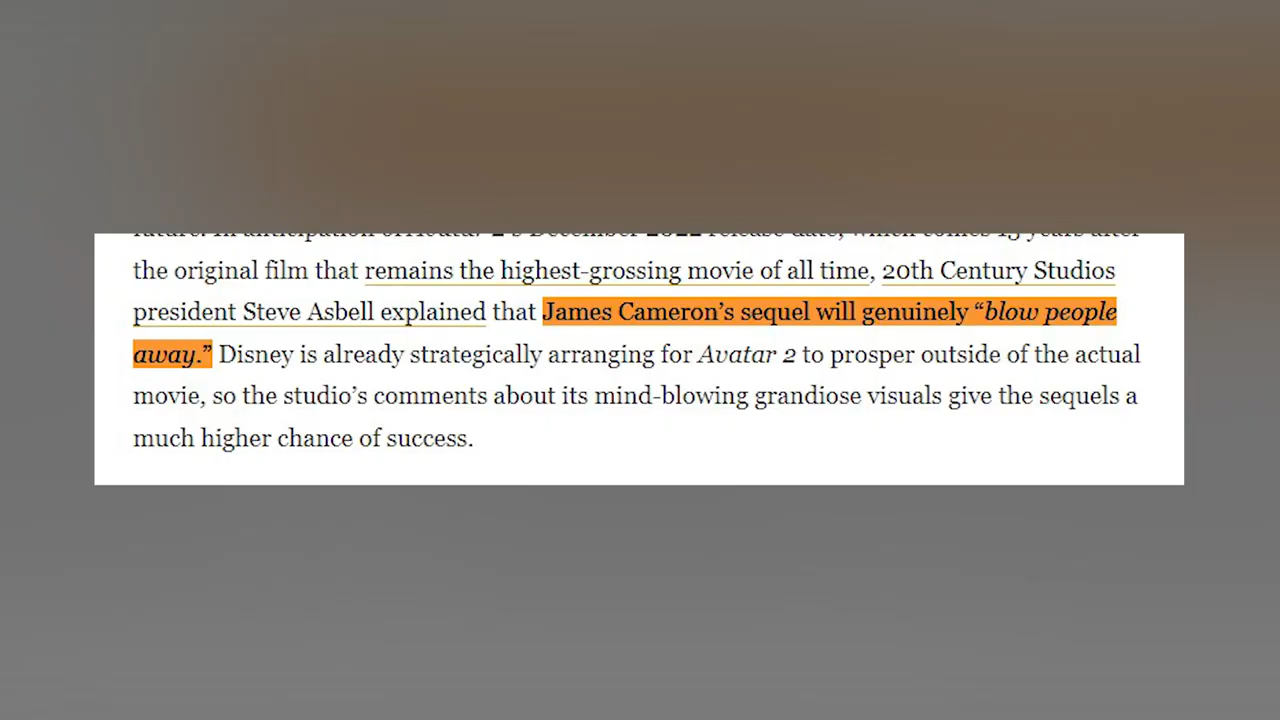 the original film that remains the highest-grossing movie of all time, 20th Century Studios
president Steve Asbell explained that James Cameron’s sequel will genuinely “blow people
away.” Disney is already strategically arranging for Avatar 2 to prosper outside of the actual
movie, so the studio’s comments about its mind-blowing grandiose visuals give the sequels a
much higher chance of success.